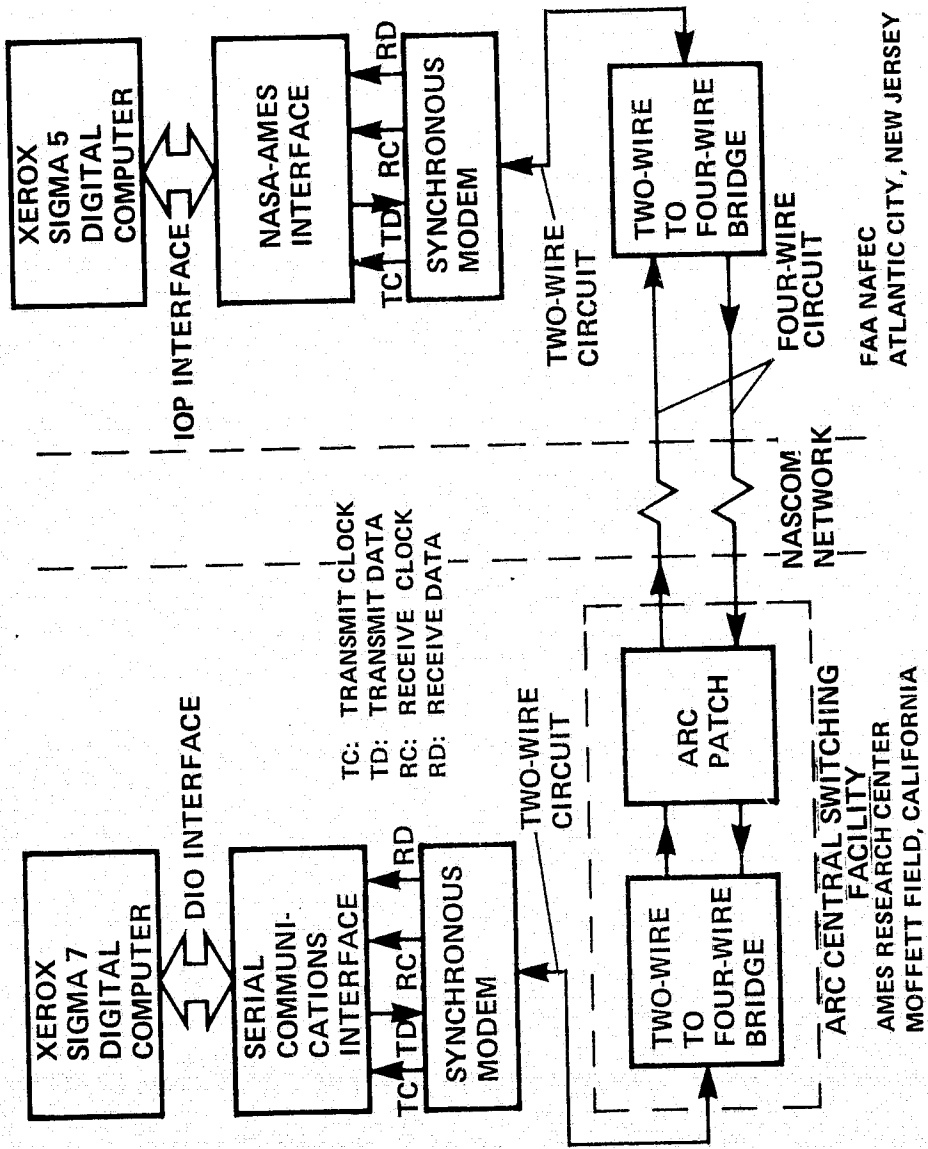 XEROX
SIGMA 7
DIGITAL
COMPUTER
DIO INTERFACE
SERIAL
COMMUNI-
CATIONS
INTERFACE
TC
TD
RC
RD
SYNCHRONOUS
MODEM
TWO-WIRE
CIRCUIT
TWO-WIRE
TO
FOUR-WIRE
BRIDGE
ARC
PATCH
ARC CENTRAL SWITCHING
FACILITY
AMES RESEARCH CENTER
MOFFETT FIELD, CALIFORNIA
TC: TRANSMIT CLOCK
TD: TRANSMIT DATA
RC: RECEIVE CLOCK
RD: RECEIVE DATA
NASCOM
NETWORK
XEROX
SIGMA 5
DIGITAL
COMPUTER
IOP INTERFACE
NASA-AMES
INTERFACE
TC
TD
RC
RD
SYNCHRONOUS
MODEM
TWO-WIRE
CIRCUIT
TWO-WIRE
TO
FOUR-WIRE
BRIDGE
FOUR-WIRE
CIRCUIT
FAA NAFEC
ATLANTIC CITY, NEW JERSEY